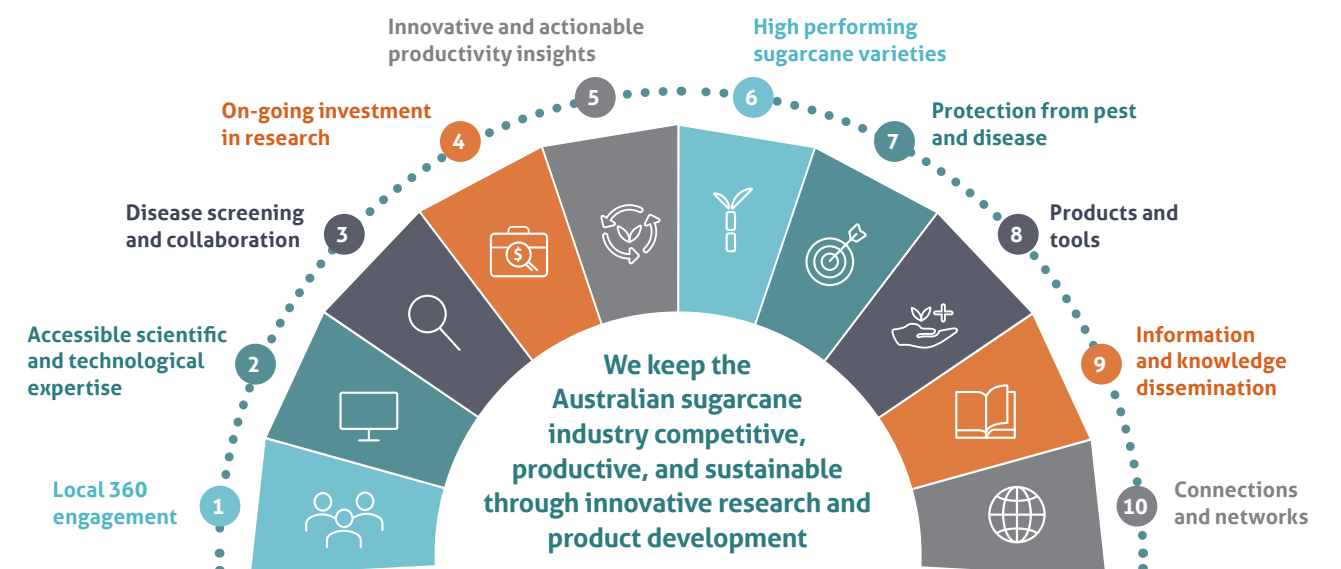 Local 360
engagement
1
Accessible scientific
and technological
expertise
2
Disease screening
and collaboration
3
On-going investment
in research
4
Innovative and actionable
productivity insights
5
High performing
sugarcane varieties
6
Protection from pest
and disease
7
Products and
tools
8
Information
and knowledge
dissemination
9
Connections
and networks
10
$
We keep the
Australian sugarcane
industry competitive,
productive, and sustainable
through innovative research and
product development